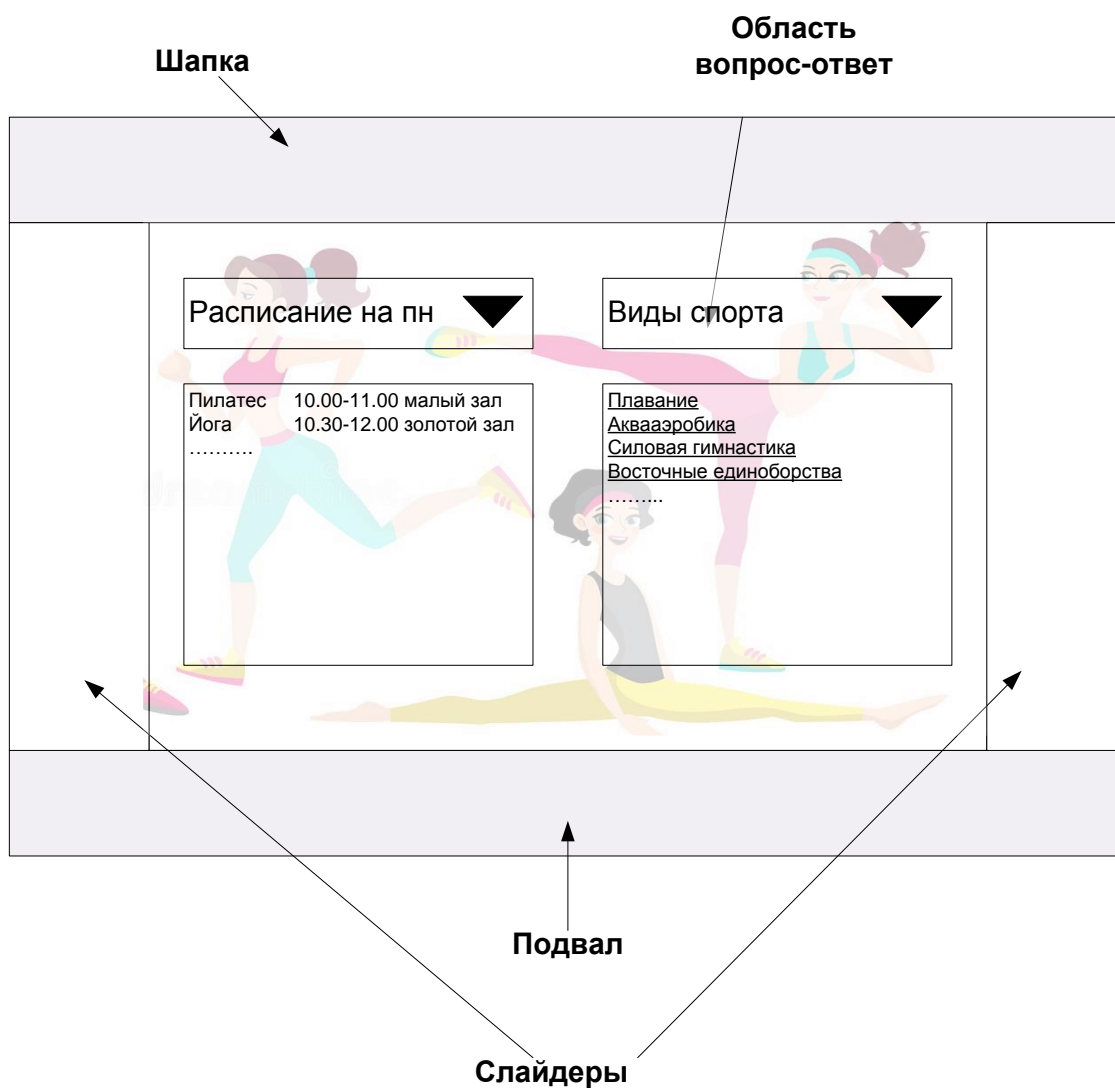 Шапка
Область
вопрос-ответ
Расписание на пн
Виды спорта
Пилатес 10.00-11.00 малый зал
Йога 10.30-12.00 золотой зал
……….
Плавание
Аквааэробика
Силовая гимнастика
Восточные единоборства
……...
Подвал
Слайдеры